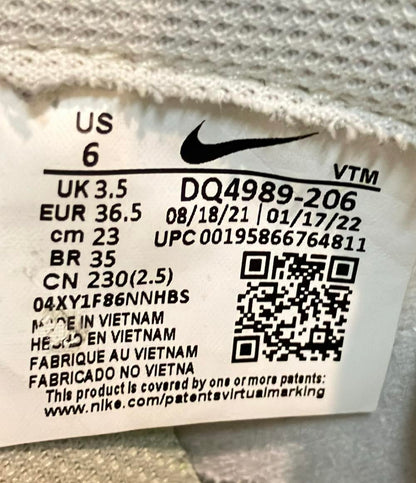 US
6
VTM
UK 3.5
DQ4989-206
EUR 36.5
08/18/21 | 01/17/22
cm 23
UPC 00195866764811
BR 35
CN 230(2.5)
04XY1F86NNHBS
IN VIETNAM
EN VIETNAM
FABRIQUE AU VIETNAM
FABRICADO NO VIETNA
This product is covered by one or more patents:
www.nike.com/patentsvirtualmarking